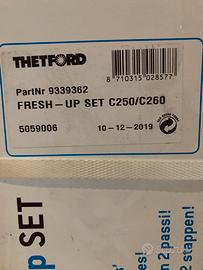 THETFORD
8 710315 028577
PartNr 9339362
FRESH-UP SET C250/C260
5059006 10-12-2019
p SET
in 2 passi!
n 2 stappen!